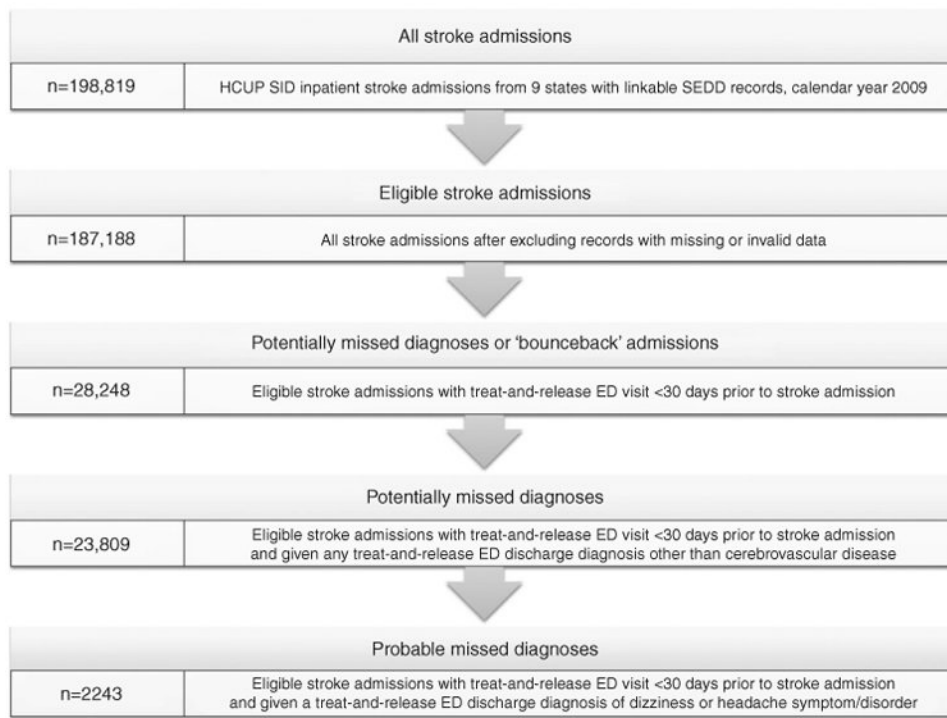 All stroke admissions
n=198,819
HCUP SID inpatient stroke admissions from 9 states with linkable SEDD records, calendar year 2009
Eligible stroke admissions
n=187,188
All stroke admissions after excluding records with missing or invalid data
Potentially missed diagnoses or 'bounceback' admissions
n=28,248
Eligible stroke admissions with treat-and-release ED visit <30 days prior to stroke admission
Potentially missed diagnoses
n=23,809
Eligible stroke admissions with treat-and-release ED visit <30 days prior to stroke admission
and given any treat-and-release ED discharge diagnosis other than cerebrovascular disease
Probable missed diagnoses
n=2243
Eligible stroke admissions with treat-and-release ED visit <30 days prior to stroke admission
and given a treat-and-release ED discharge diagnosis of dizziness or headache symptom/disorder